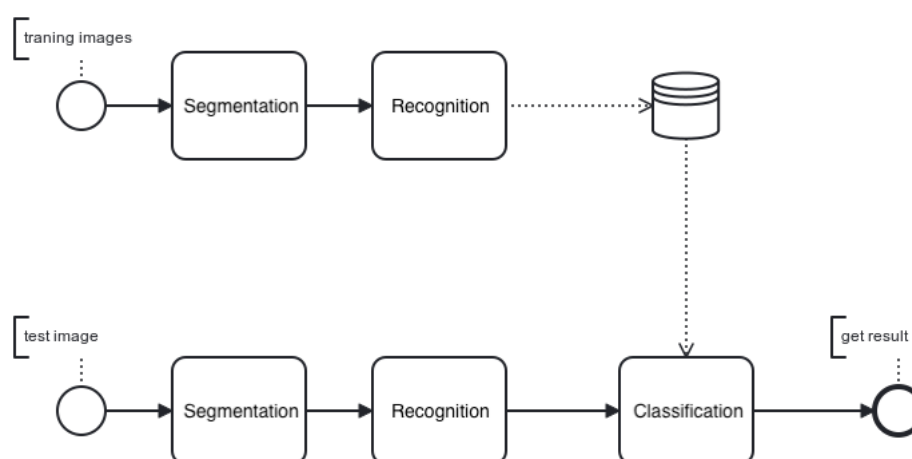 traning images
Segmentation
Recognition
test image
get result
Segmentation
Recognition
Classification